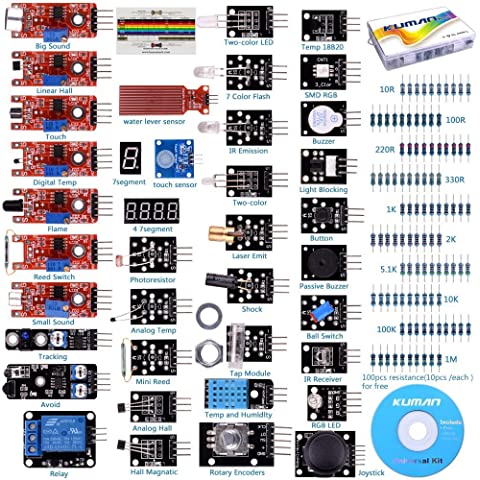 Big Sound
Linear Hall
Touch
Digital Temp
Flame
Reed Switch
Small Sound
Tracking
Avoid
Relay
water lever sensor
7segment
touch sensor
4 7segment
Photoresistor
Analog Temp
Mini Reed
Analog Hall
Hall Magnatic
Two-color LED
7 Color Flash
IR Emission
Two-color
Laser Emit
Shock
Tap Module
Temp and Humidity
Rotary Encoders
Temp 18B20
SMD RGB
Buzzer
Light Blocking
Button
Passive Buzzer
Ball Switch
IR Receiver
RGB LED
Joystick
KUMAN
10R
100R
220R
330R
1K
2K
5.1K
10K
100K
1M
100pcs resistance(10pcs /each )
for free
KUMAN
Universal Kit